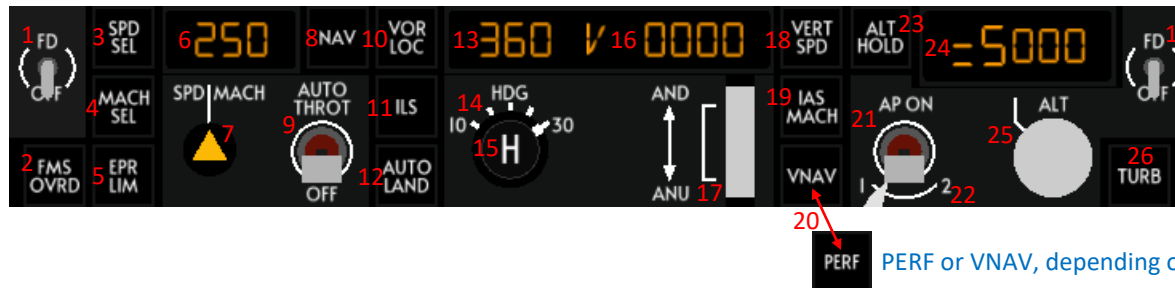 1 FD OFF
2 FMS OVRD
3 SPD SEL
4 MACH SEL
5 EPR LIM
6 250
SPD MACH
7
8 NAV
AUTO THROT
9
OFF
10 VOR LOC
11 ILS
12 AUTO LAND
13 360
V 16 0000
14 HDG
10 30
15 H
AND
ANU 17
18 VERT SPD
19 IAS MACH
VNAV
20
ALT HOLD 23
24 -5000
21 AP ON
1 2 22
25 ALT
FD 1
OFF
26 TURB
PERF PERF or VNAV, depending